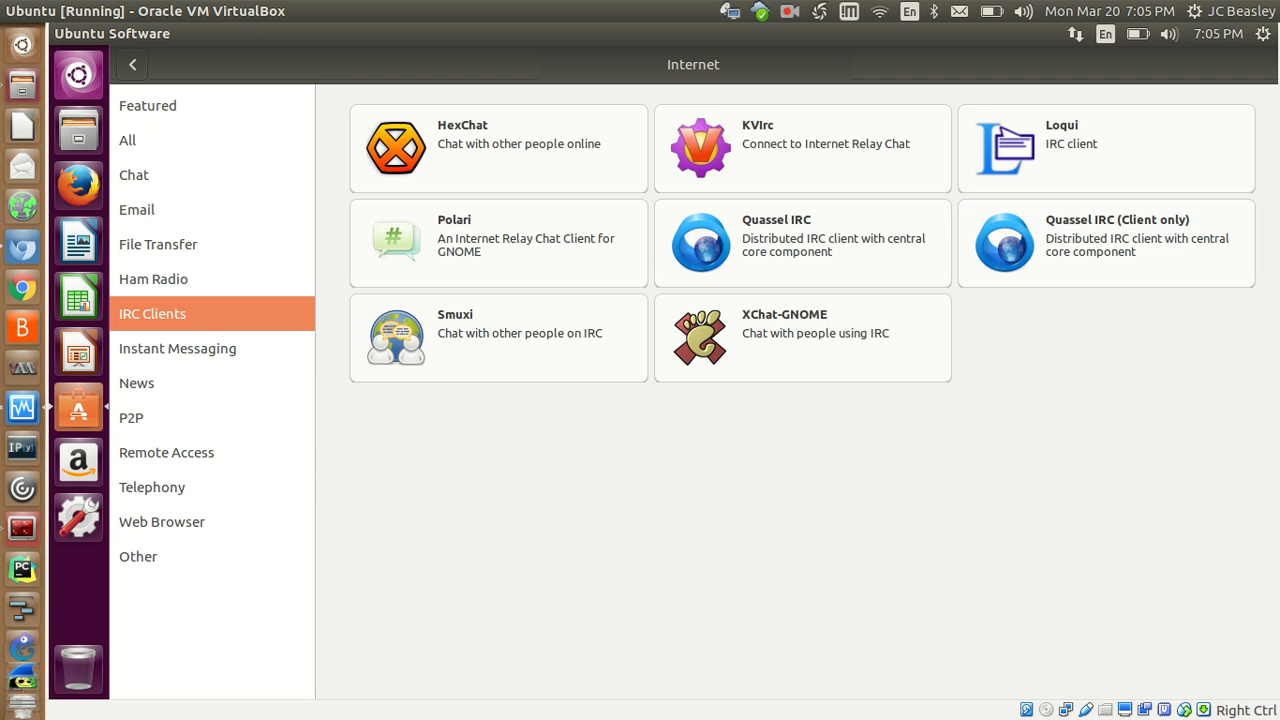 Ubuntu [Running] - Oracle VM VirtualBox
En
Mon Mar 20 7:05 PM
JC Beasley
Ubuntu Software
En
7:05 PM
Internet
Featured
All
Chat
Email
File Transfer
Ham Radio
IRC Clients
Instant Messaging
News
P2P
Remote Access
Telephony
Web Browser
Other
HexChat
Chat with other people online
KVIrc
Connect to Internet Relay Chat
Loqui
IRC client
#
Polari
An Internet Relay Chat Client for
GNOME
Quassel IRC
Distributed IRC client with central
core component
Quassel IRC (Client only)
Distributed IRC client with central
core component
Smuxi
Chat with other people on IRC
XChat-GNOME
Chat with people using IRC
B
IP[y]
PC
a
Right Ctrl